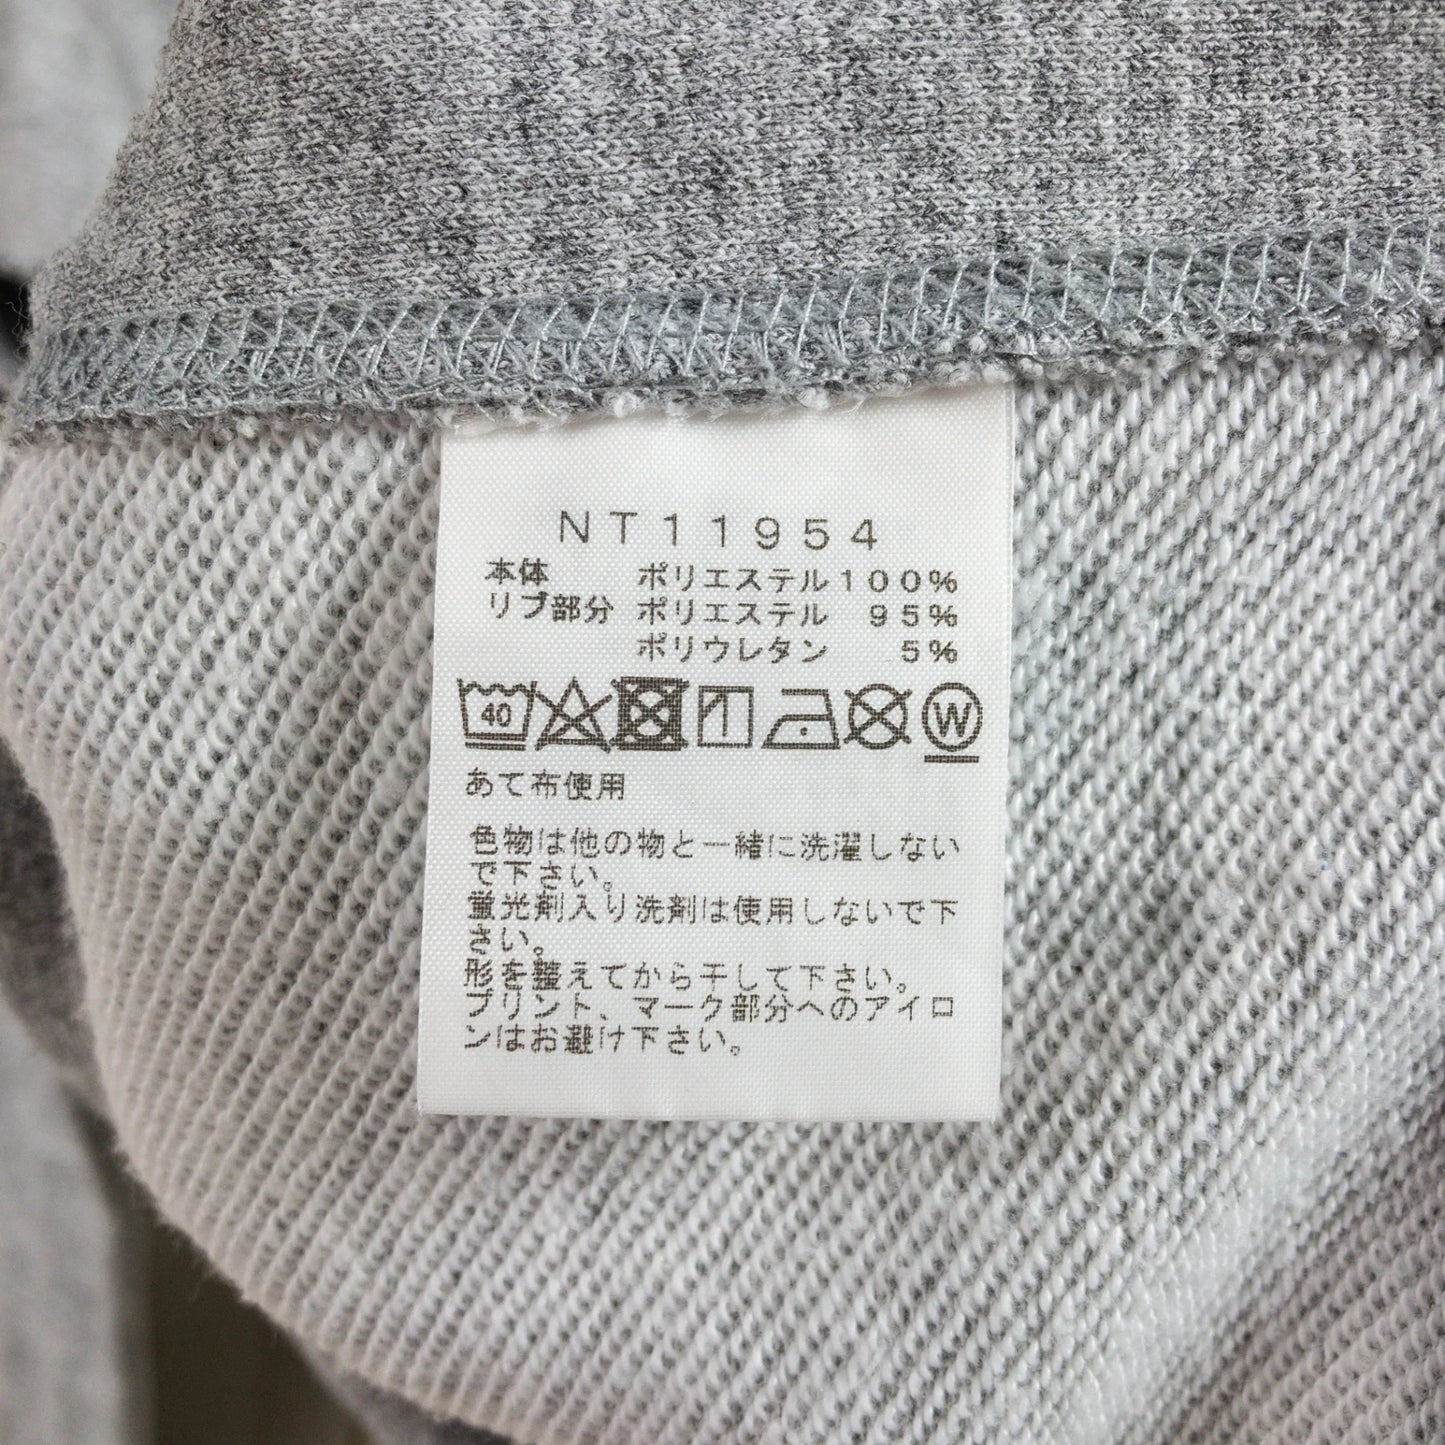 NT11954
本体 ポリエステル100%
リブ部分 ポリエステル 95%
ポリウレタン 5%
40 W
あて布使用
色物は他の物と一緒に洗濯しない
で下さい。
蛍光剤入り洗剤は使用しないで下
さい。
形を整えてから干して下さい。
プリント、マーク部分へのアイロ
ンはお避け下さい。